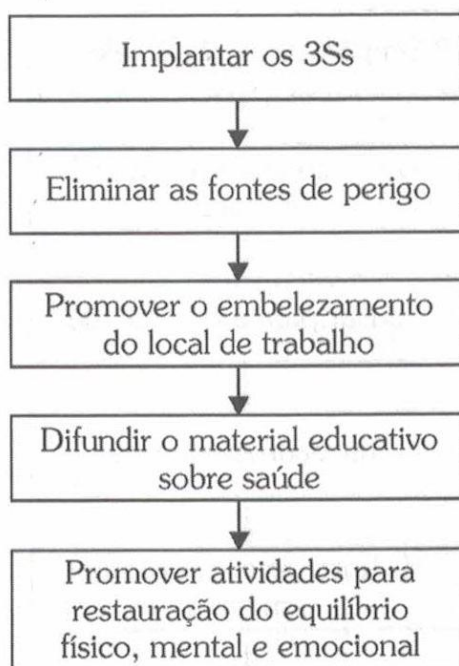 Implantar os 3Ss
Eliminar as fontes de perigo
Promover o embelezamento
do local de trabalho
Difundir o material educativo
sobre saúde
Promover atividades para
restauração do equilíbrio
físico, mental e emocional